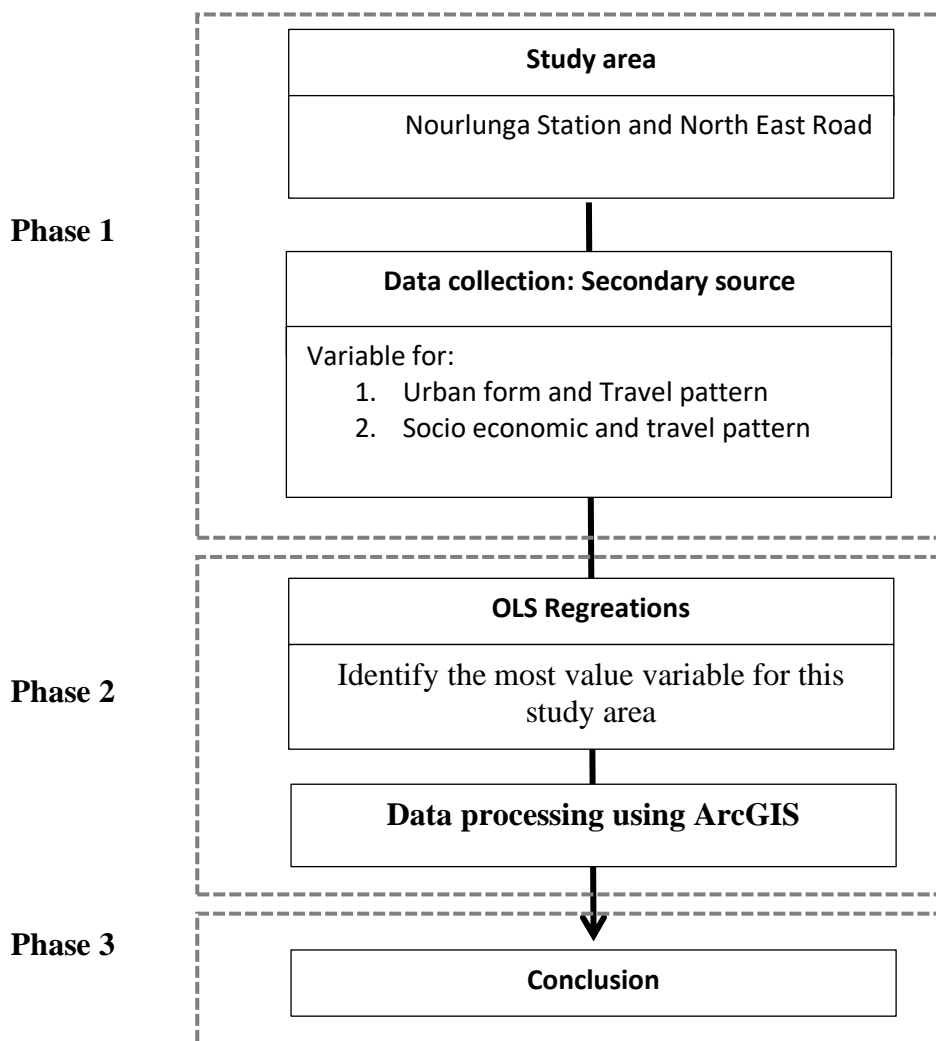 Study area
Nourlunga Station and North East Road
Phase 1
Data collection: Secondary source
Variable for:
1. Urban form and Travel pattern
2. Socio economic and travel pattern
OLS Regreations
Phase 2
Identify the most value variable for this
study area
Data processing using ArcGIS
Phase 3
Conclusion